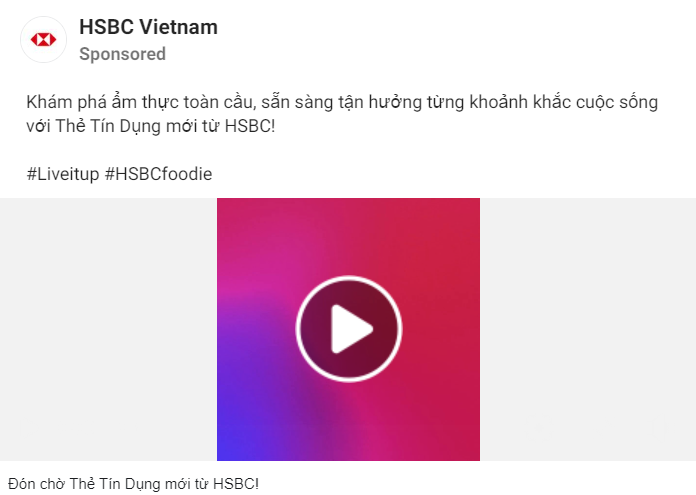 HSBC Vietnam
Sponsored
Khám phá ẩm thực toàn cầu, sẵn sàng tận hưởng từng khoảnh khắc cuộc sống
với Thẻ Tín Dụng mới từ HSBC!
#Liveitup #HSBCfoodie
Đón chờ Thẻ Tín Dụng mới từ HSBC!